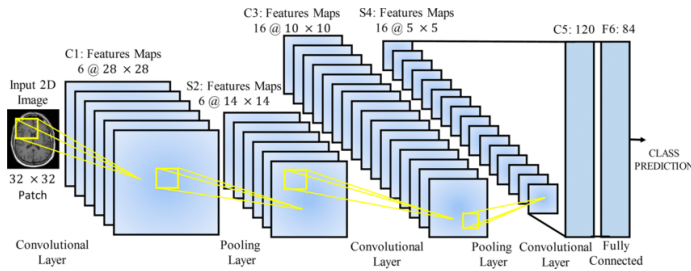 C3: Features Maps
16 @ 10 × 10
S4: Features Maps
16 @ 5 × 5
C5: 120
F6: 84
C1: Features Maps
6 @ 28 × 28
Input 2D
Image
S2: Features Maps
6 @ 14 × 14
CLASS
PREDICTION
32 × 32
Patch
Convolutional
Layer
Pooling
Layer
Convolutional
Layer
Pooling
Layer
Convolutional
Layer
Fully
Connected